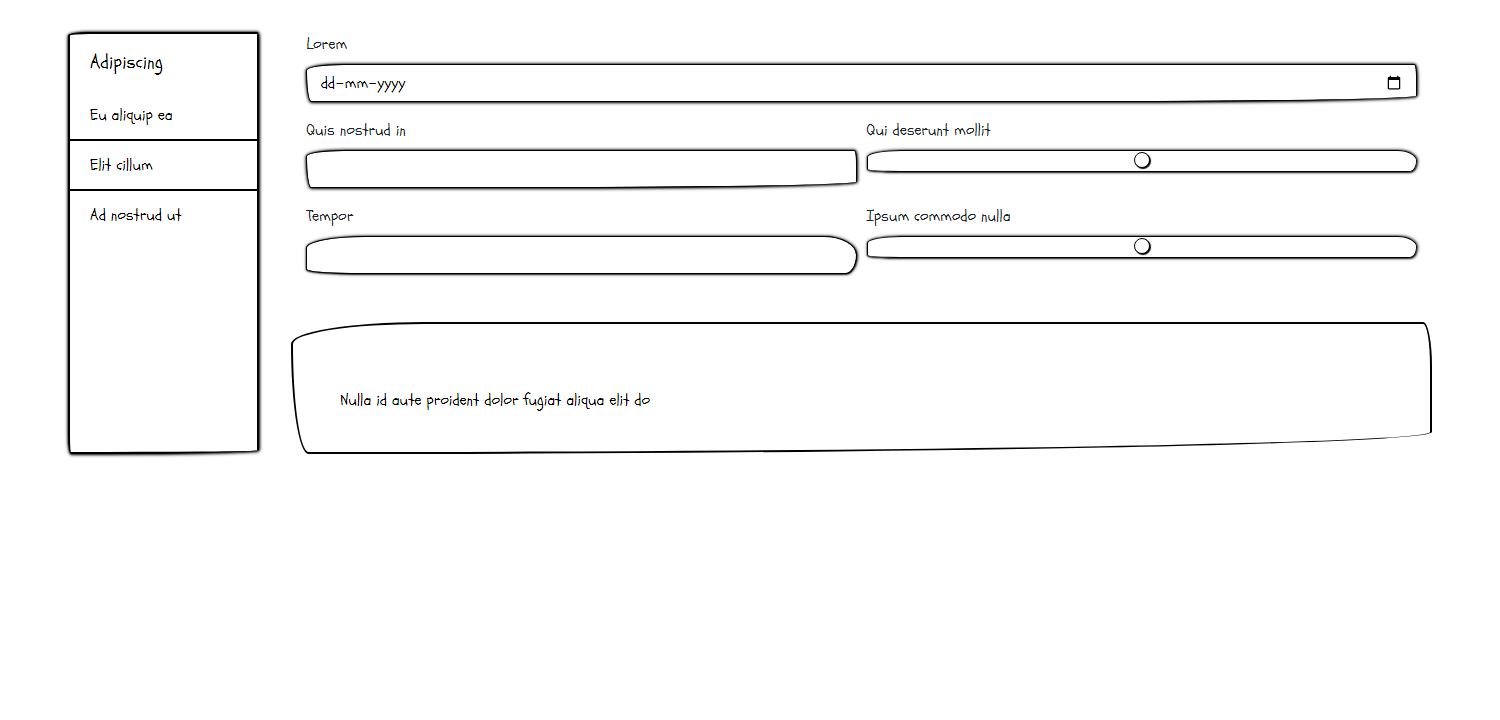 Adipiscing
Eu aliquip ea
Elit cillum
Ad nostrud ut
Lorem
dd-mm-yyyy
Quis nostrud in
Qui deserunt mollit
Tempor
Ipsum commodo nulla
Nulla id aute proident dolor fugiat aliqua elit do